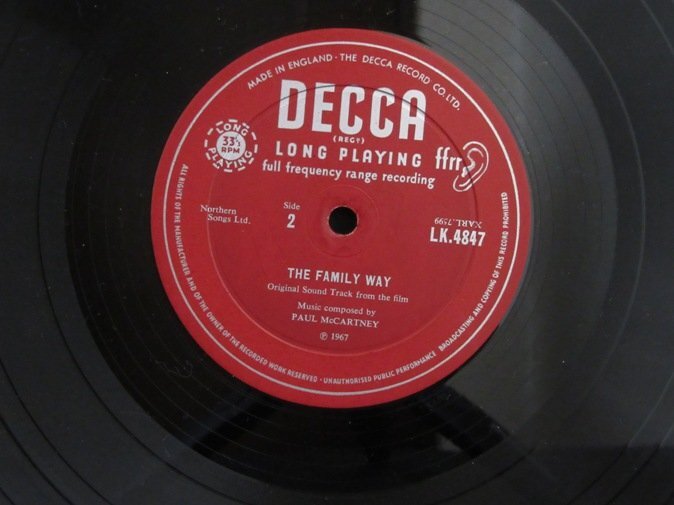 MADE IN ENGLAND · THE DECCA RECORD CO. LTD.
DECCA
(REGD)
LONG PLAYING ffrr
full frequency range recording
LONG
33⅓
RPM
PLAYING
Northern
Songs Ltd.
Side
2
XARL.7599
LK.4847
THE FAMILY WAY
Original Sound Track from the film
Music composed by
PAUL McCARTNEY
℗ 1967
ALL RIGHTS OF THE MANUFACTURER AND OF THE OWNER OF THE RECORDED WORK RESERVED · UNAUTHORISED PUBLIC PERFORMANCE BROADCASTING AND COPYING OF THIS RECORD PROHIBITED